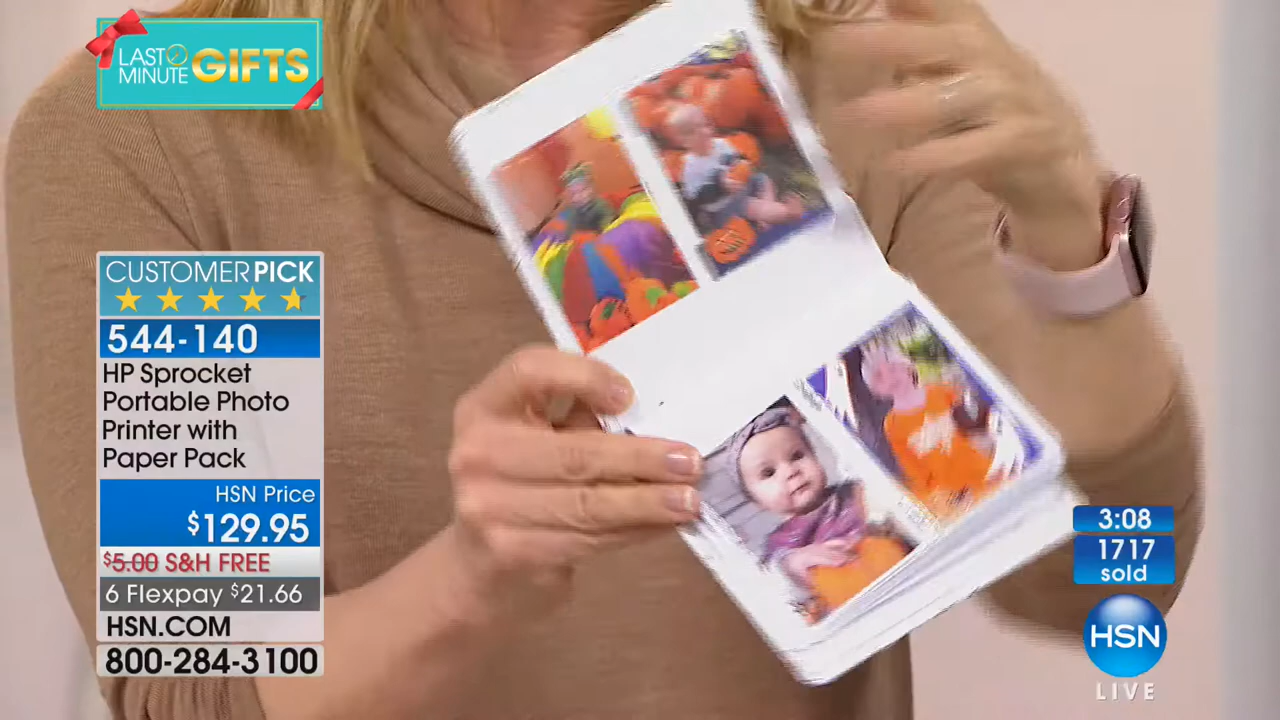 LAST
MINUTE GIFTS
CUSTOMER PICK
544-140
HP Sprocket
Portable Photo
Printer with
Paper Pack
HSN Price
$129.95
$5.00 S&H FREE
6 Flexpay $21.66
HSN.COM
800-284-3100
3:08
1717
sold
HSN
LIVE